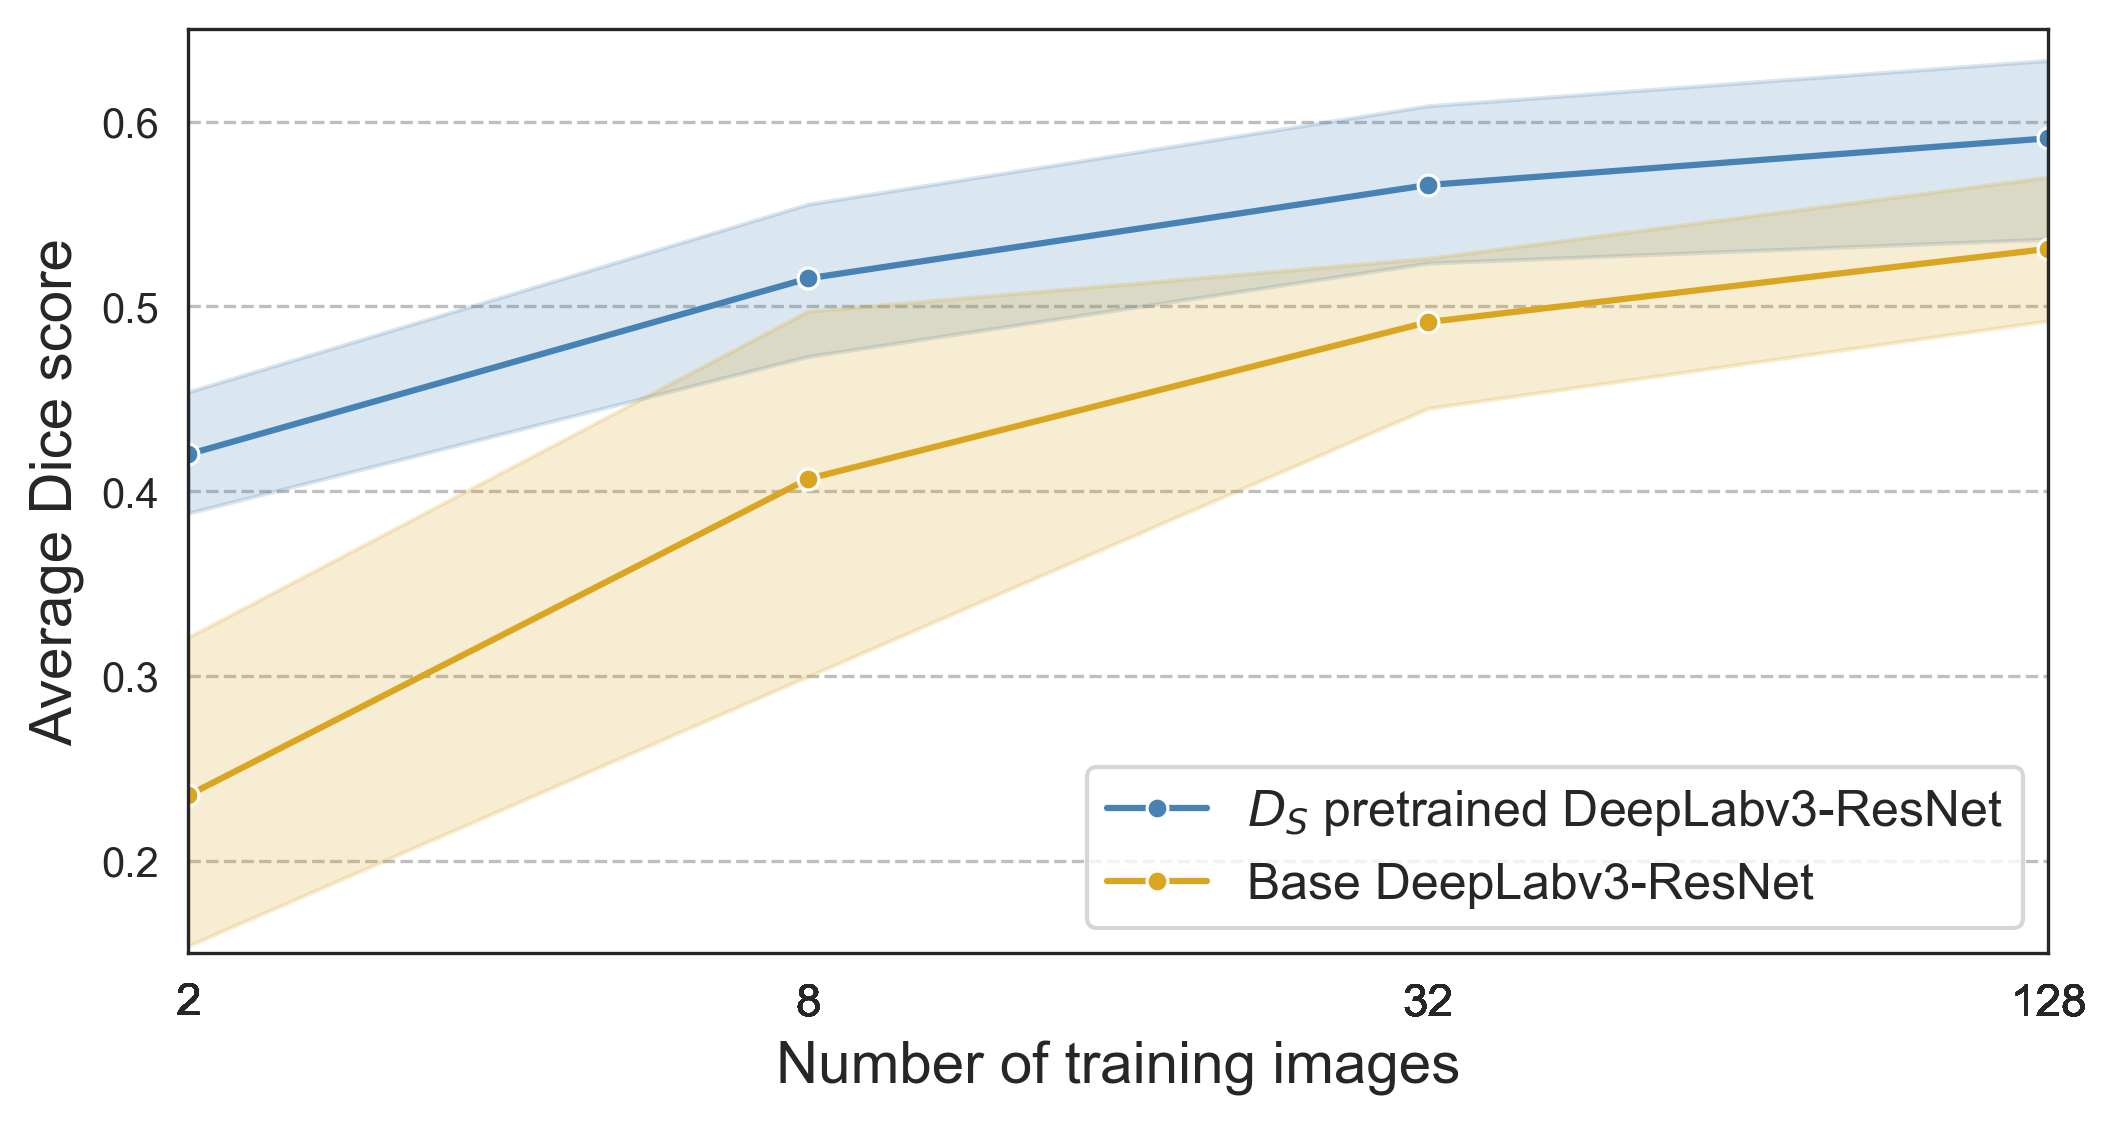 Average Dice score
0.6
0.5
0.4
0.3
0.2
D_S pretrained DeepLabv3-ResNet
Base DeepLabv3-ResNet
2 8 32 128
Number of training images